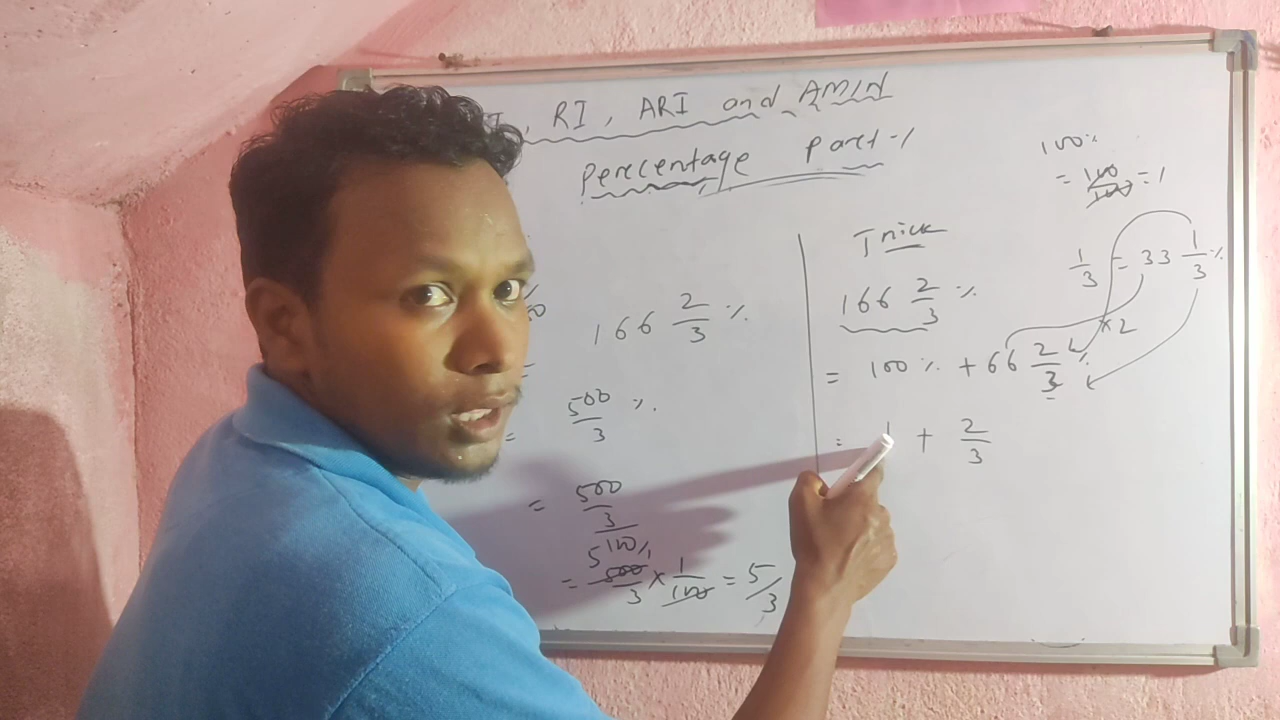 , RI, ARI and AMIN
Percentage Part-1
166 2/3 %
500/3 %.
= 500/3
100%
= 500/3 × 1/100 = 5/3
5
Trick
166 2/3 %
= 100% + 66 2/3 %
= 1 + 2/3
100%
= 100/100 = 1
1/3 = 33 1/3 %
×2